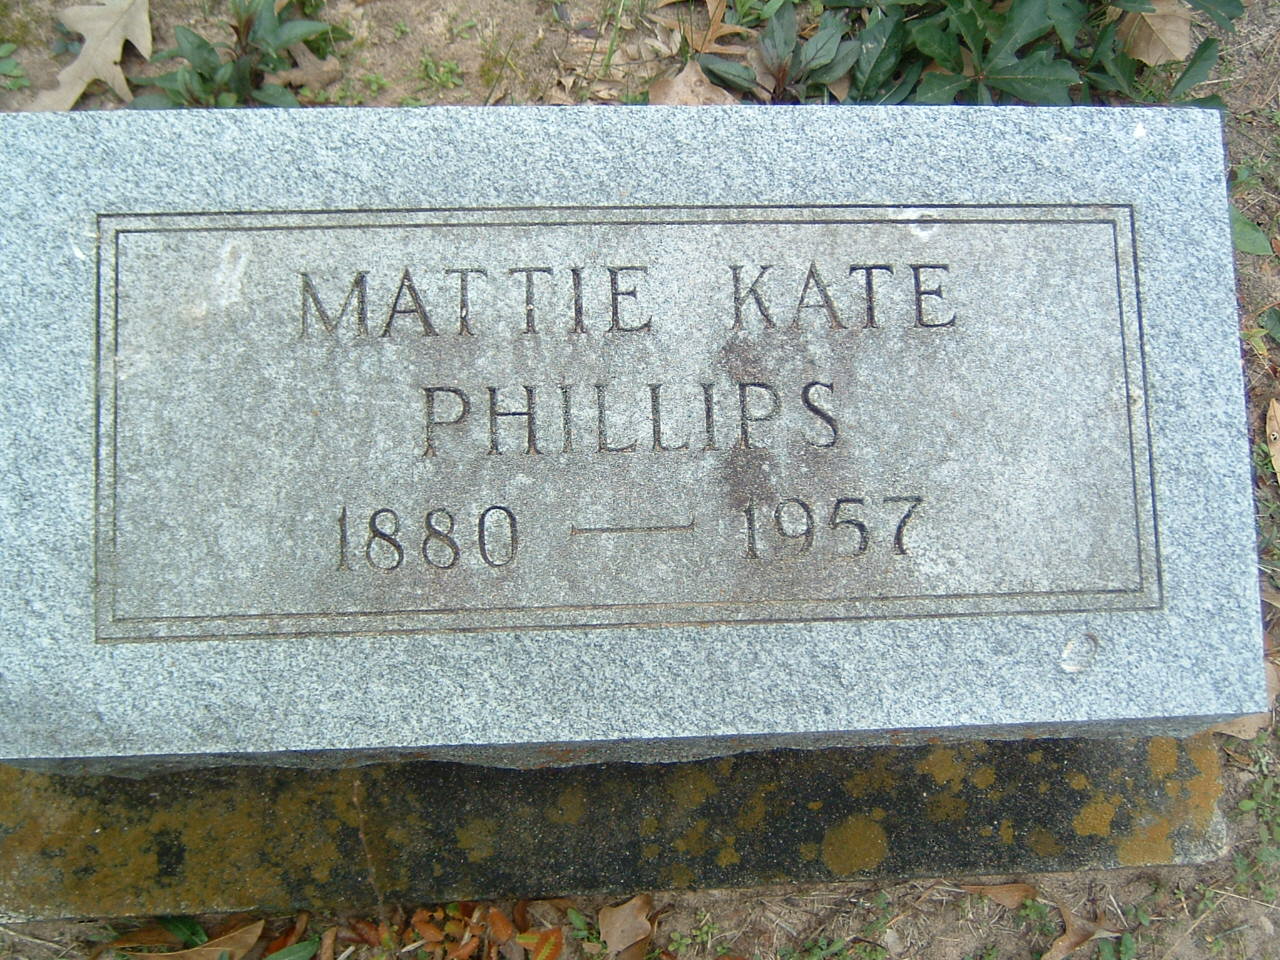 MATTIE KATE
PHILLIPS
1880 — 1957